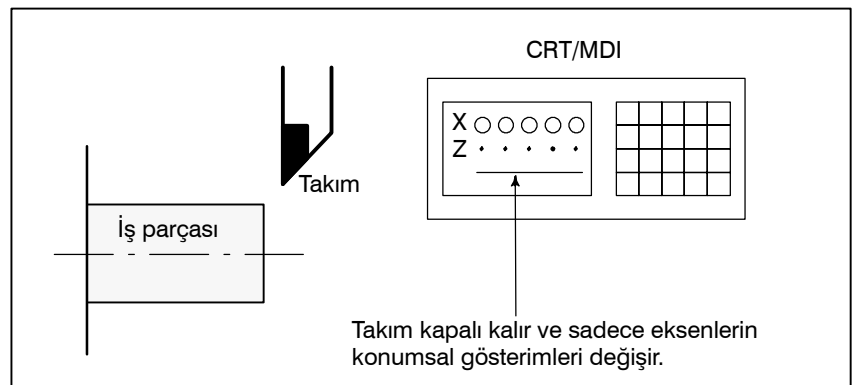 CRT/MDI
X
Z
Takım
İş parçası
Takım kapalı kalır ve sadece eksenlerin
konumsal gösterimleri değişir.